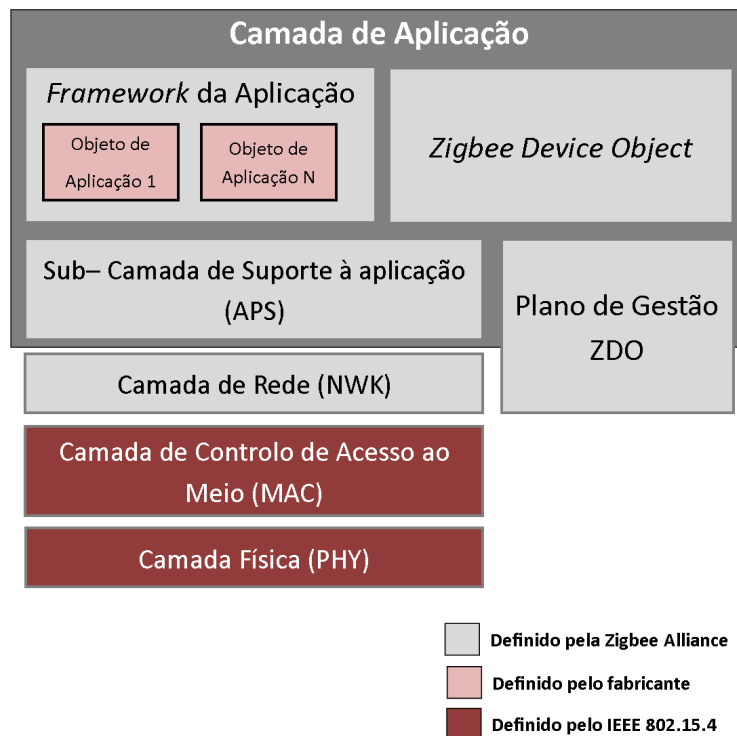 Camada de Aplicação
Framework da Aplicação
Objeto de
Aplicação 1
Objeto de
Aplicação N
Zigbee Device Object
Sub– Camada de Suporte à aplicação
(APS)
Plano de Gestão
ZDO
Camada de Rede (NWK)
Camada de Controlo de Acesso ao
Meio (MAC)
Camada Física (PHY)
Definido pela Zigbee Alliance
Definido pelo fabricante
Definido pelo IEEE 802.15.4